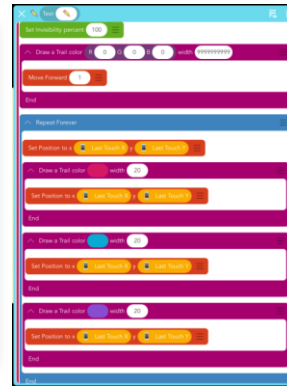 Text
Set Invisibility percent 100
Draw a Trail color R 0 G 0 B 0 width 9999999999
Move Forward 1
End
Repeat Forever
Set Position to x Last Touch X y Last Touch Y
Draw a Trail color width 20
Set Position to x Last Touch X y Last Touch Y
End
Draw a Trail color width 20
Set Position to x Last Touch X y Last Touch Y
End
Draw a Trail color width 20
Set Position to x Last Touch X y Last Touch Y
End
End